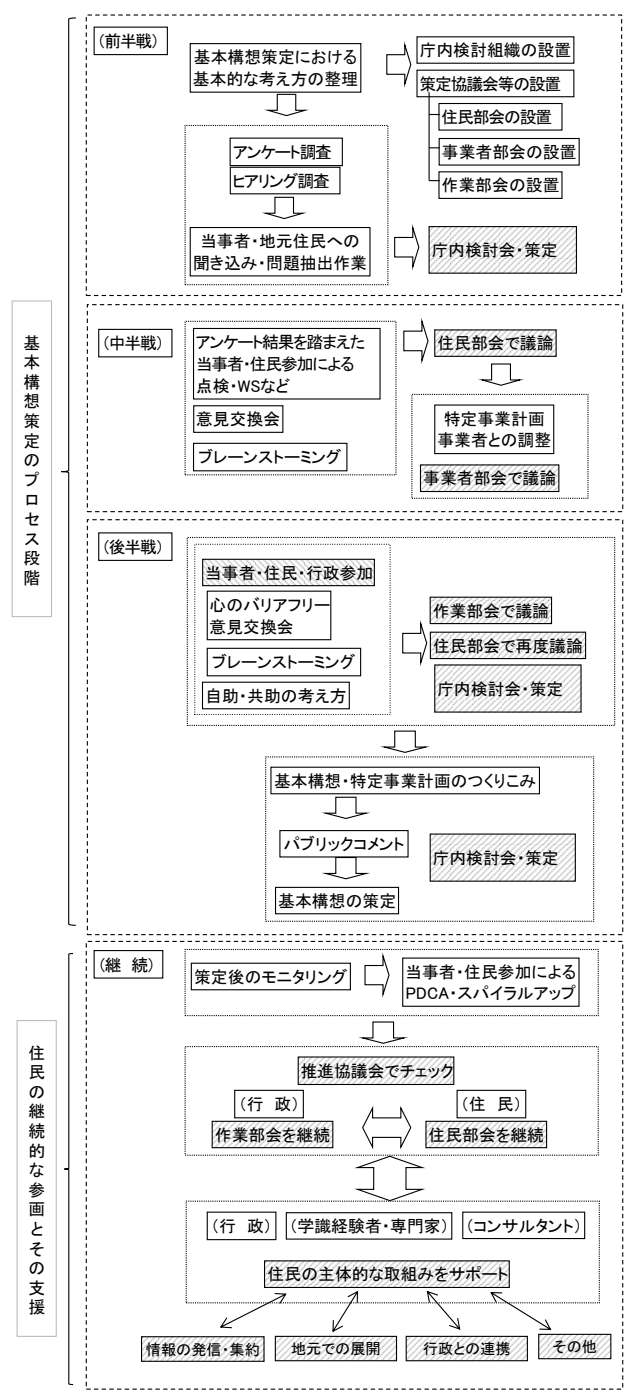 基本構想策定のプロセス段階
(前半戦)
基本構想策定における
基本的な考え方の整理
庁内検討組織の設置
策定協議会等の設置
住民部会の設置
事業者部会の設置
作業部会の設置
アンケート調査
ヒアリング調査
当事者・地元住民への
聞き込み・問題抽出作業
庁内検討会・策定
(中半戦)
アンケート結果を踏まえた
当事者・住民参加による
点検・WSなど
意見交換会
ブレーンストーミング
住民部会で議論
特定事業計画
事業者との調整
事業者部会で議論
(後半戦)
当事者・住民・行政参加
心のバリアフリー
意見交換会
ブレーンストーミング
自助・共助の考え方
作業部会で議論
住民部会で再度議論
庁内検討会・策定
基本構想・特定事業計画のつくりこみ
パブリックコメント
基本構想の策定
庁内検討会・策定
住民の継続的な参画とその支援
(継 続)
策定後のモニタリング
当事者・住民参加による
PDCA・スパイラルアップ
推進協議会でチェック
(行 政)
作業部会を継続
(住 民)
住民部会を継続
(行 政)
(学識経験者・専門家)
(コンサルタント)
住民の主体的な取組みをサポート
情報の発信・集約
地元での展開
行政との連携
その他